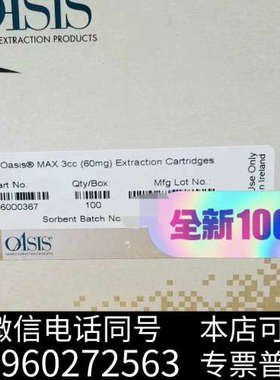 OASIS
EXTRACTION PRODUCTS
Oasis® MAX 3cc (60mg) Extraction Cartridges
art No. Qty/Box Mfg Lot No.
6000367 100
Sorbent Batch No
Use Only
n Ireland
全新100
OASIS
微信电话同号 本店可
960272563 专票普票